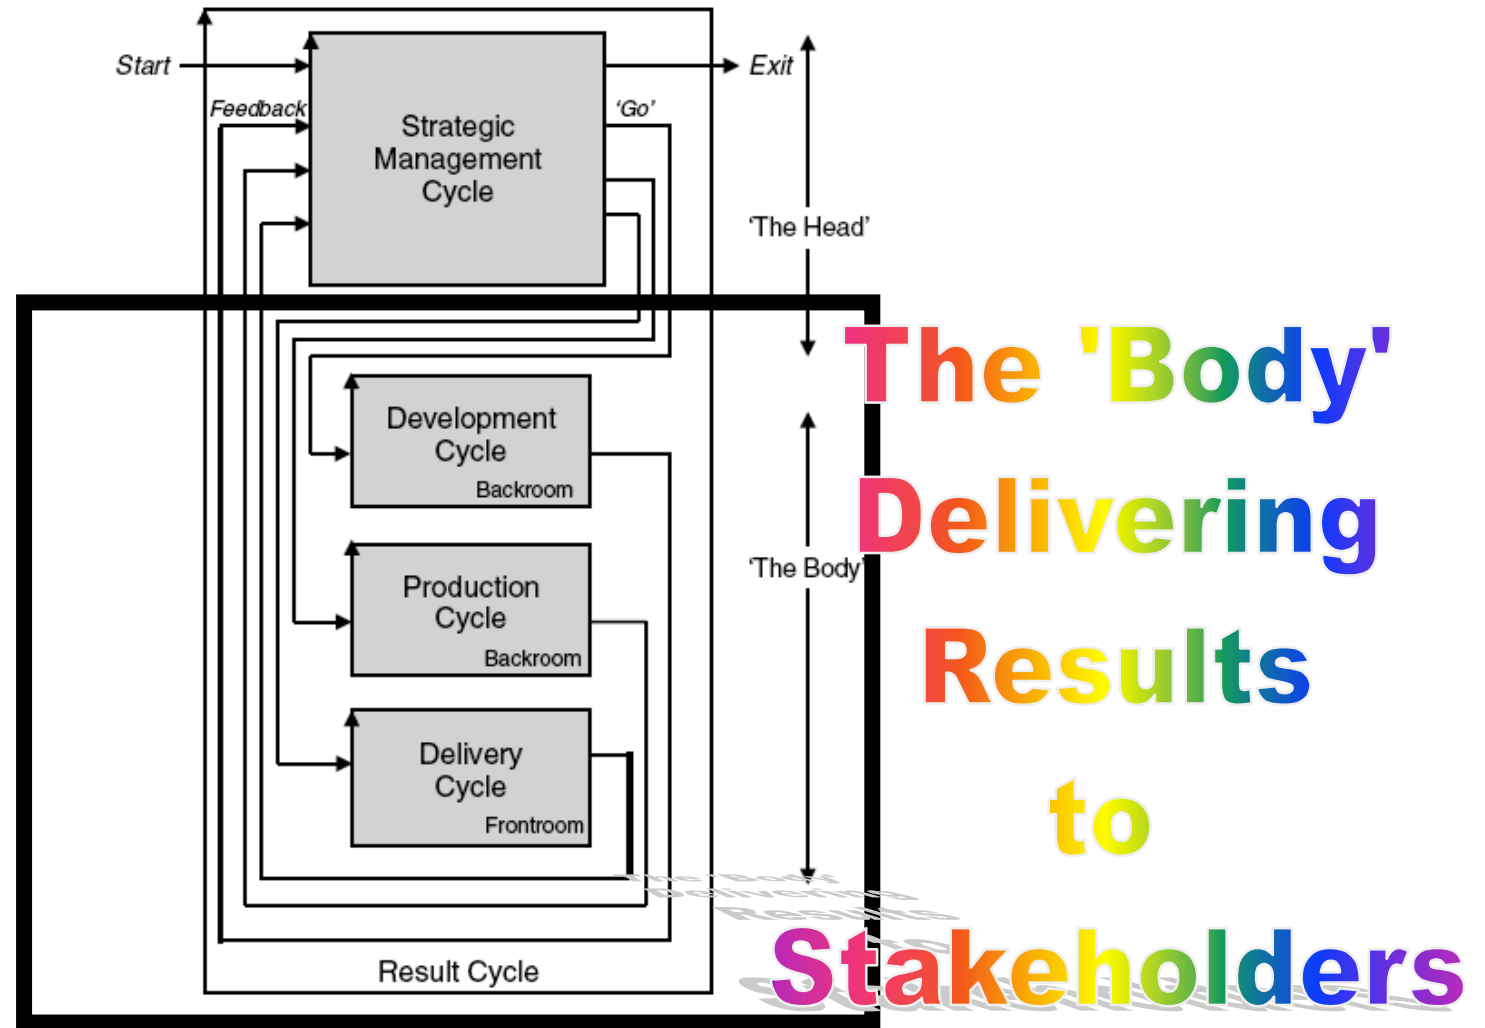 Start
Exit
Feedback
'Go'
Strategic
Management
Cycle
'The Head'
The 'Body'
Delivering
Results
to
Stakeholders
Development
Cycle
Backroom
'The Body'
Production
Cycle
Backroom
Delivery
Cycle
Frontroom
Result Cycle